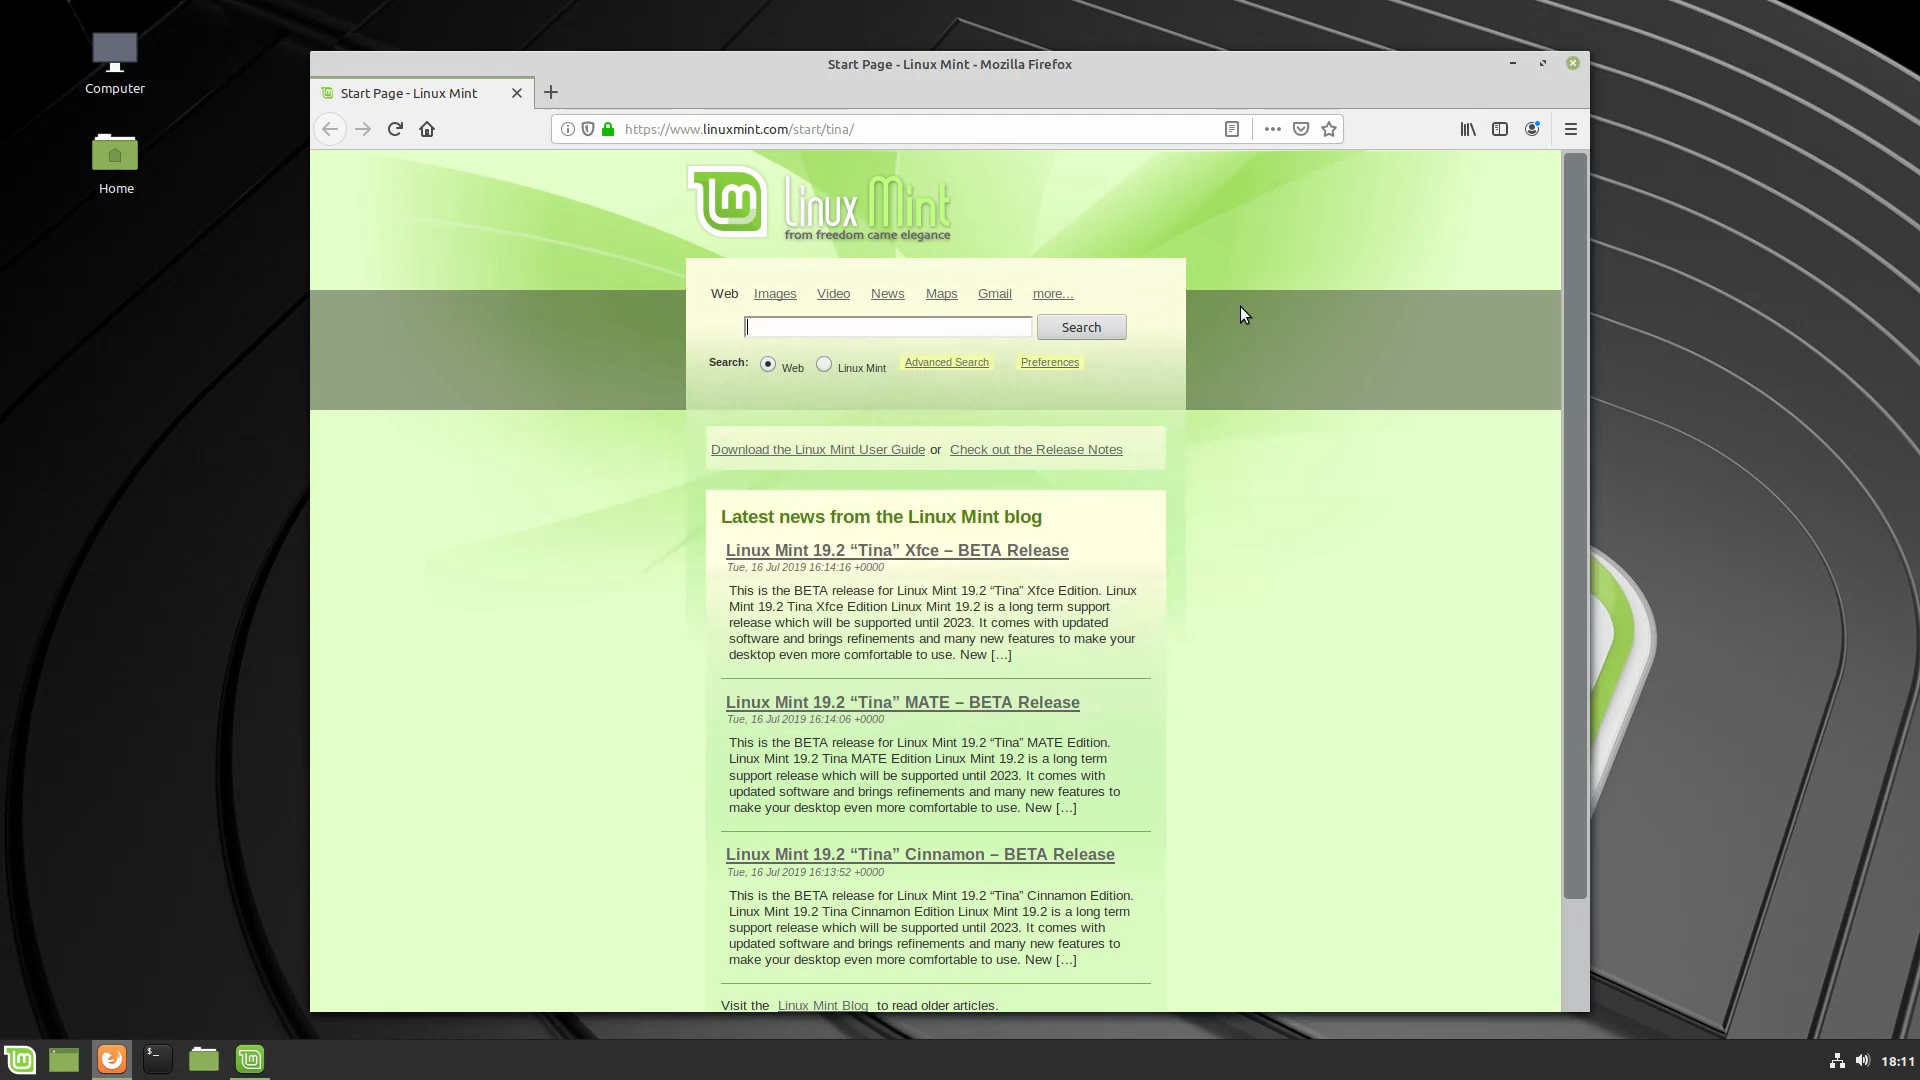 Computer
Home
Start Page - Linux Mint - Mozilla Firefox
Start Page - Linux Mint
https://www.linuxmint.com/start/tina/
Linux Mint
from freedom came elegance
Web Images Video News Maps Gmail more...
Search
Search: Web Linux Mint Advanced Search Preferences
Download the Linux Mint User Guide or Check out the Release Notes
Latest news from the Linux Mint blog
Linux Mint 19.2 “Tina” Xfce – BETA Release
Tue, 16 Jul 2019 16:14:16 +0000
This is the BETA release for Linux Mint 19.2 “Tina” Xfce Edition. Linux
Mint 19.2 Tina Xfce Edition Linux Mint 19.2 is a long term support
release which will be supported until 2023. It comes with updated
software and brings refinements and many new features to make your
desktop even more comfortable to use. New […]
Linux Mint 19.2 “Tina” MATE – BETA Release
Tue, 16 Jul 2019 16:14:06 +0000
This is the BETA release for Linux Mint 19.2 “Tina” MATE Edition.
Linux Mint 19.2 Tina MATE Edition Linux Mint 19.2 is a long term
support release which will be supported until 2023. It comes with
updated software and brings refinements and many new features to
make your desktop even more comfortable to use. New […]
Linux Mint 19.2 “Tina” Cinnamon – BETA Release
Tue, 16 Jul 2019 16:13:52 +0000
This is the BETA release for Linux Mint 19.2 “Tina” Cinnamon Edition.
Linux Mint 19.2 Tina Cinnamon Edition Linux Mint 19.2 is a long term
support release which will be supported until 2023. It comes with
updated software and brings refinements and many new features to
make your desktop even more comfortable to use. New […]
Visit the Linux Mint Blog to read older articles.
18:11